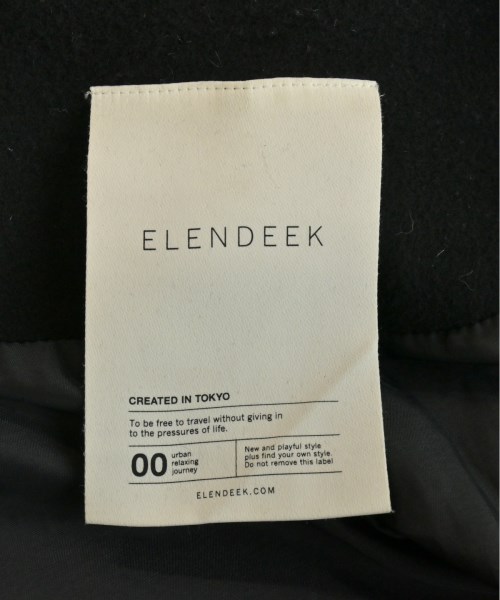 ELENDEEK
CREATED IN TOKYO
To be free to travel without giving in
to the pressures of life.
00
urban
relaxing
journey
New and playful style
plus find your own style.
Do not remove this label
ELENDEEK.COM